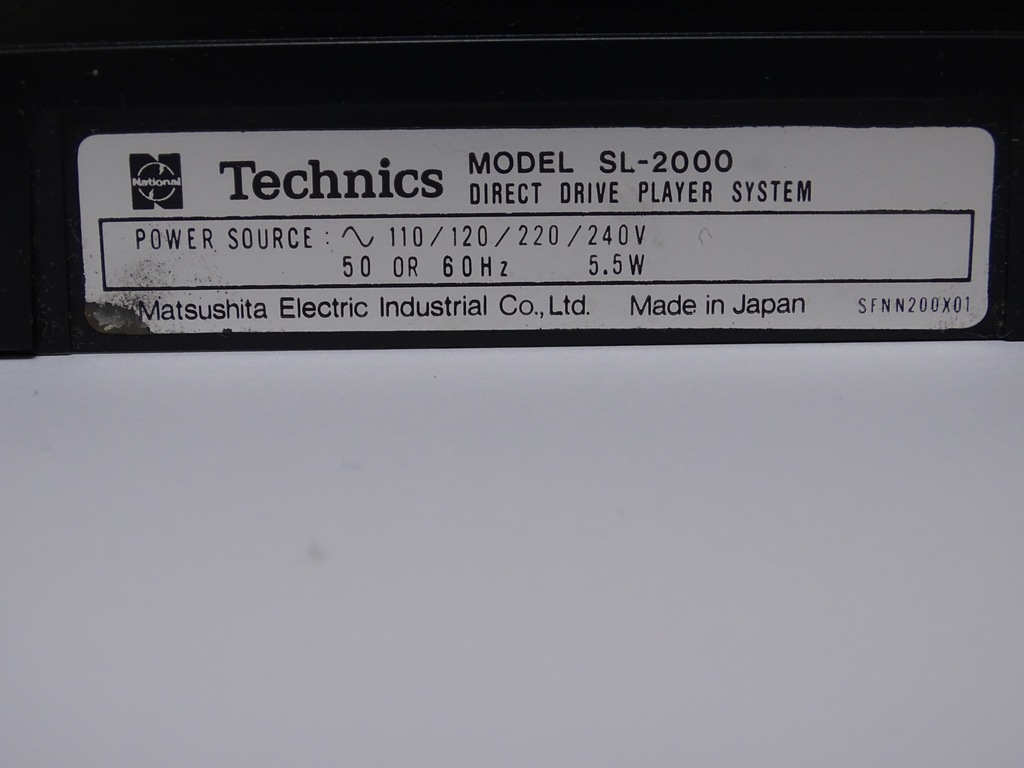 National
Technics
MODEL SL-2000
DIRECT DRIVE PLAYER SYSTEM
POWER SOURCE : ∿ 110/120/220/240V
50 OR 60Hz 5.5W
Matsushita Electric Industrial Co., Ltd. Made in Japan SFNN200X01